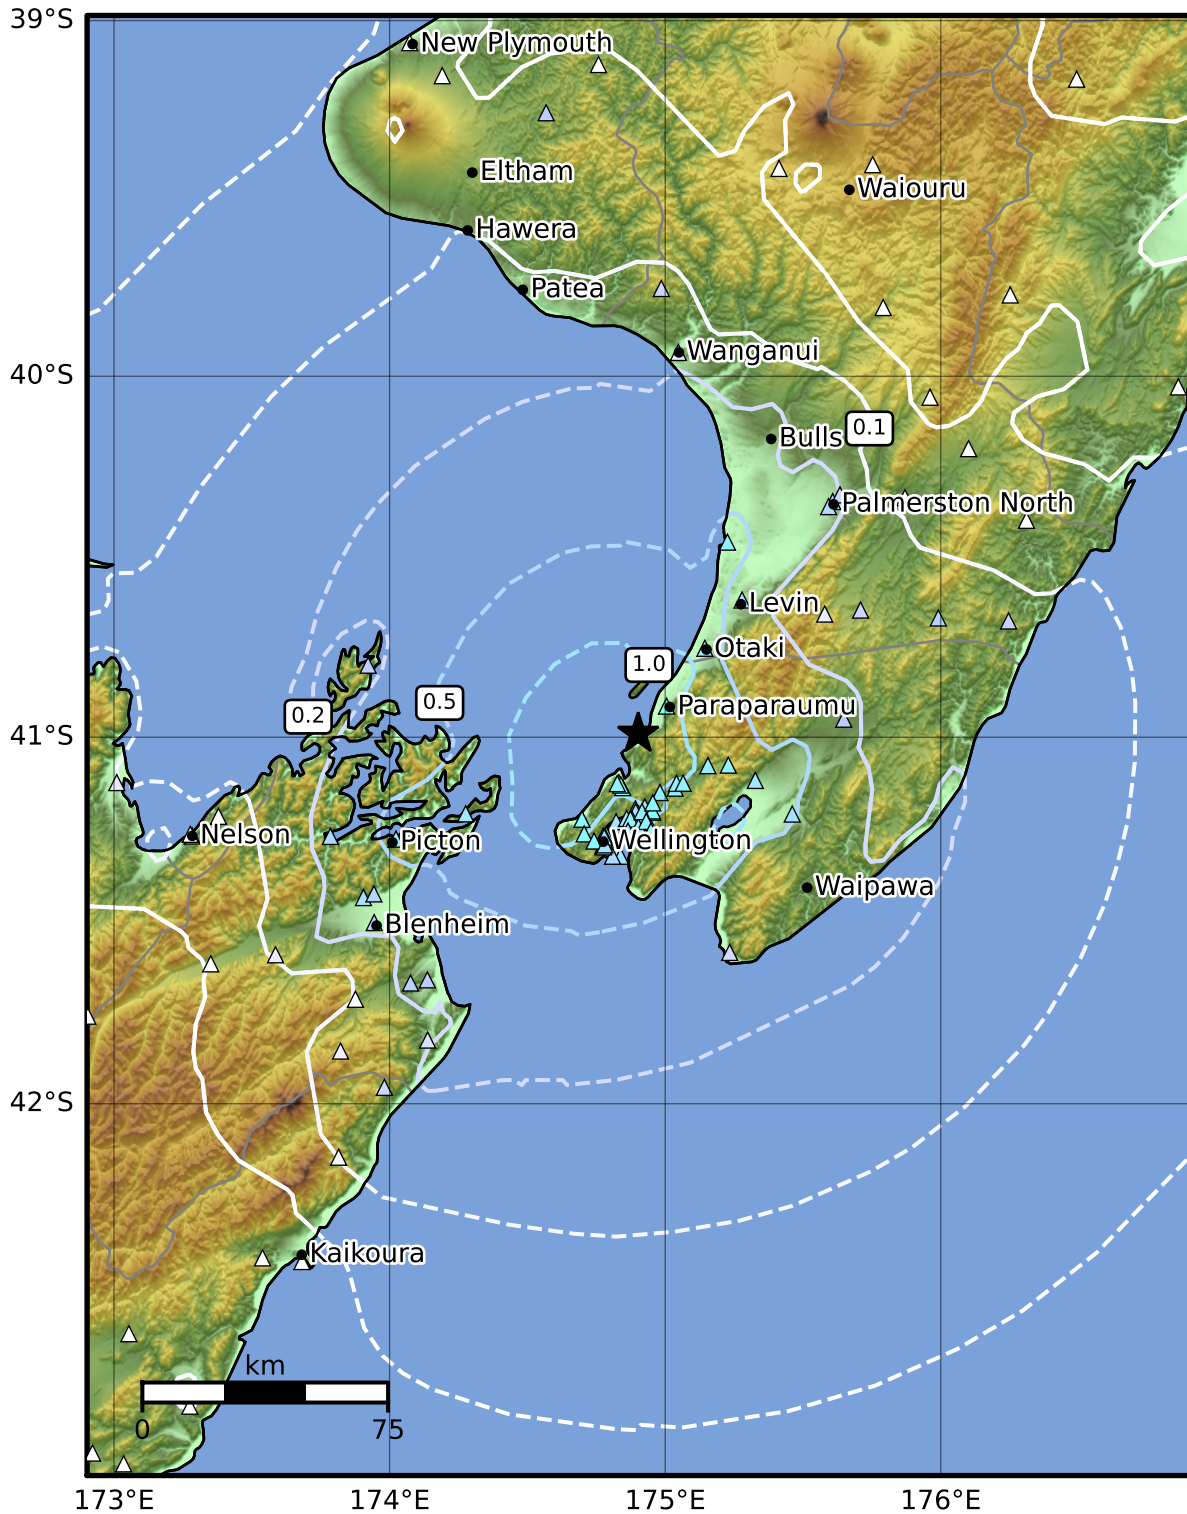 39°S
New Plymouth
Eltham
Waiouru
Hawera
Patea
Wanganui
40°S
0.1
Bulls
Palmerston North
Levin
Otaki
1.0
0.5
Paraparaumu
0.2
41°S
Nelson
Picton
Wellington
Waipawa
Blenheim
42°S
Kaikoura
km
0 75
173°E 174°E 175°E 176°E